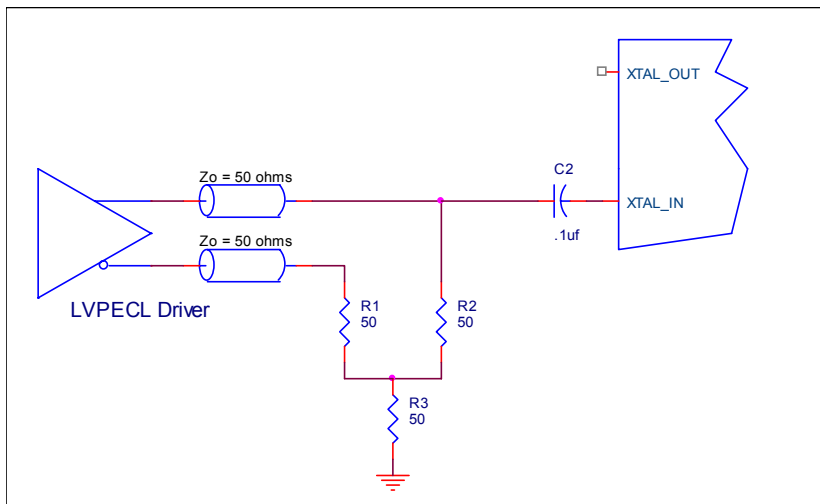 XTAL_OUT
Zo = 50 ohms
C2
XTAL_IN
.1uf
Zo = 50 ohms
LVPECL Driver
R1
50
R2
50
R3
50